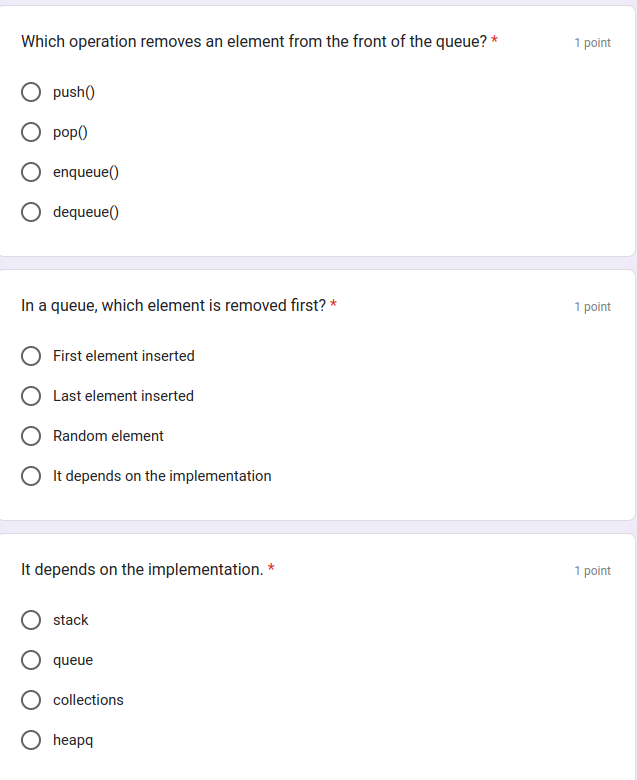 Which operation removes an element from the front of the queue? *
1 point
push()
pop()
enqueue()
dequeue()
In a queue, which element is removed first? *
1 point
First element inserted
Last element inserted
Random element
It depends on the implementation
It depends on the implementation. *
1 point
stack
queue
collections
heapq